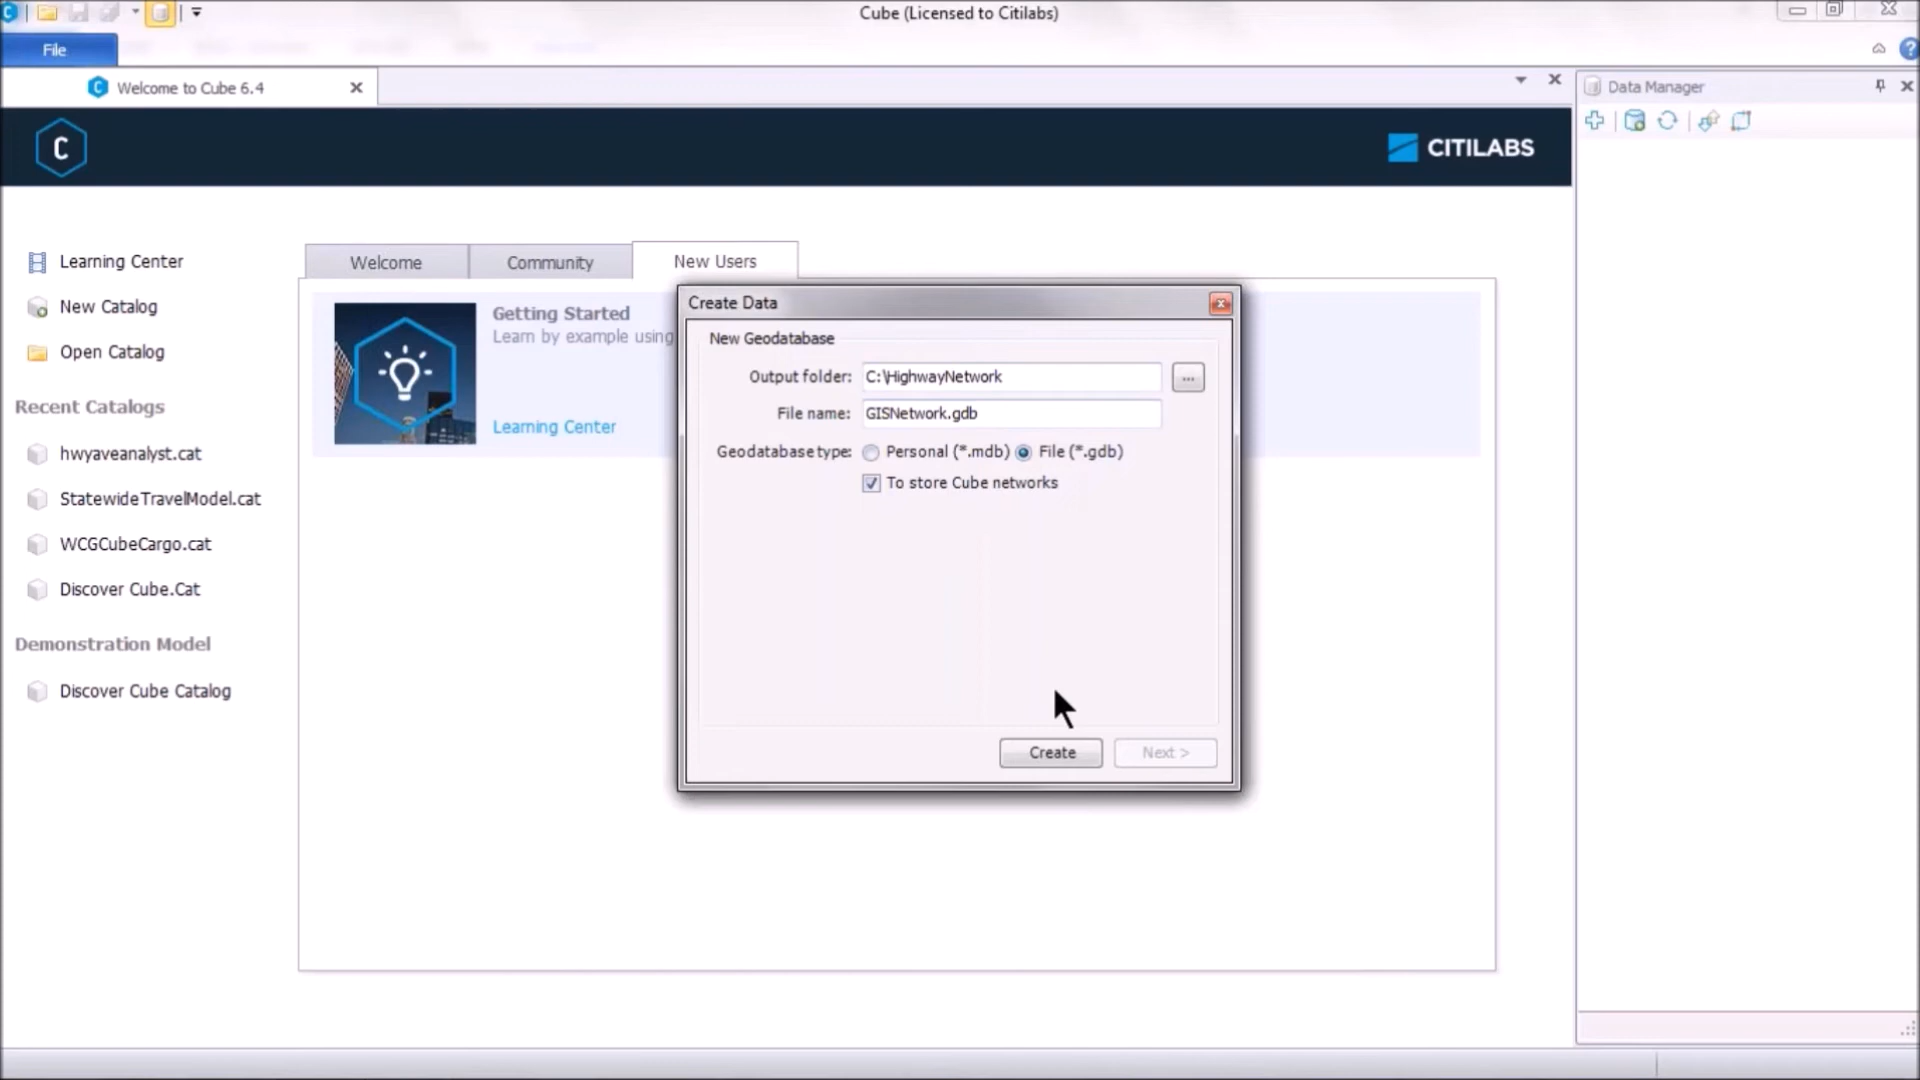 Cube (Licensed to Citilabs)
File
Welcome to Cube 6.4
Data Manager
C
CITILABS
Learning Center
New Catalog
Open Catalog
Recent Catalogs
hwyaveanalyst.cat
StatewideTravelModel.cat
WCGCubeCargo.cat
Discover Cube.Cat
Demonstration Model
Discover Cube Catalog
Welcome
Community
New Users
Getting Started
Learn by example using
Learning Center
Create Data
New Geodatabase
Output folder: C:\HighwayNetwork ...
File name: GISNetwork.gdb
Geodatabase type: Personal (*.mdb) File (*.gdb)
To store Cube networks
Create
Next >